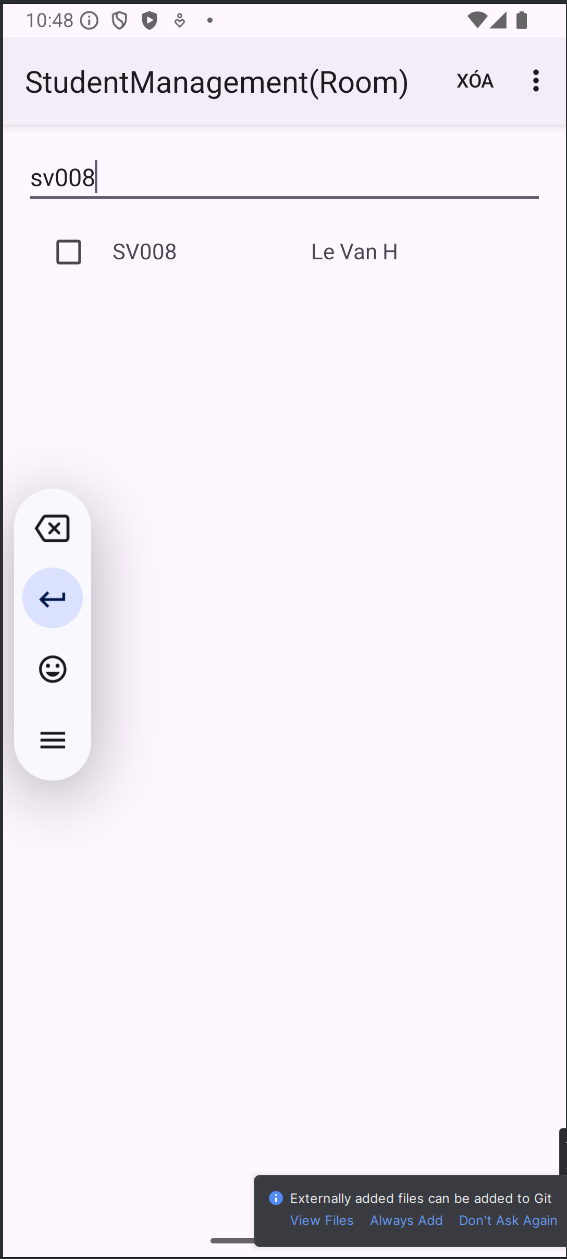 10:48
StudentManagement(Room) XÓA
sv008
SV008 Le Van H
Externally added files can be added to Git
View Files Always Add Don't Ask Again